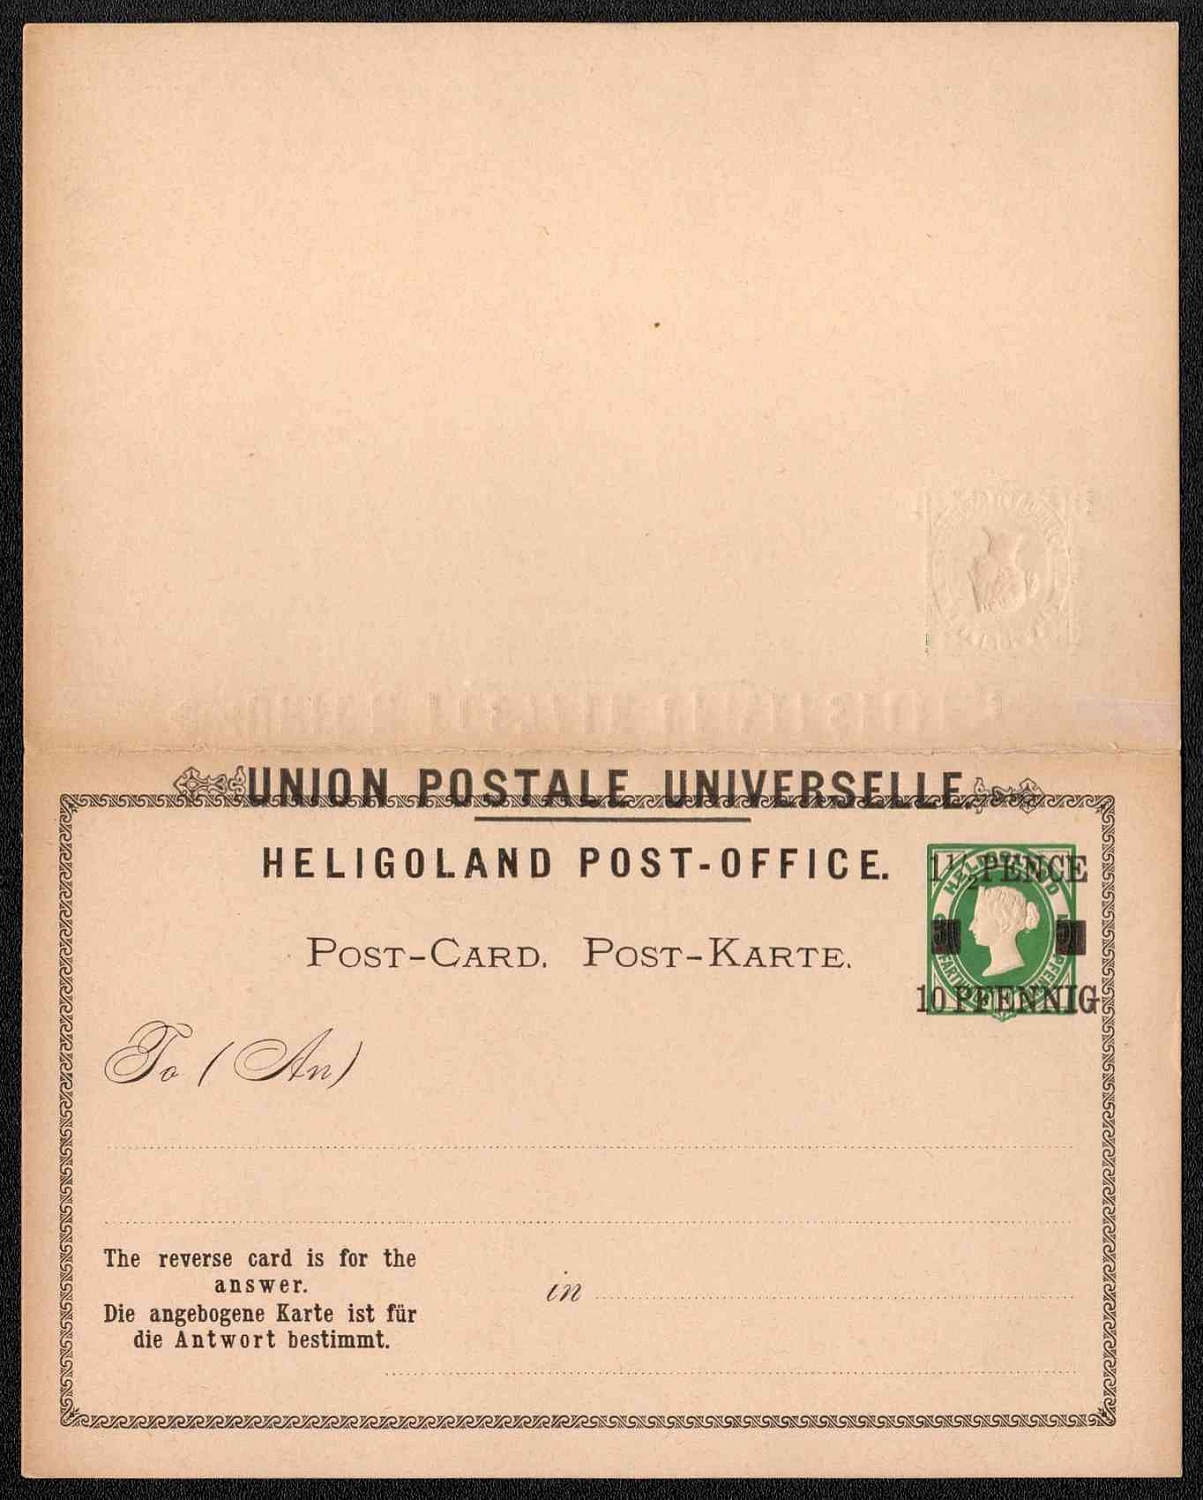 UNION POSTALE UNIVERSELLE.
HELIGOLAND POST-OFFICE.
1½ PENCE
HELIGOLAND
POST-CARD. POST-KARTE.
10 PFENNIG
To (An)
The reverse card is for the
answer.
in
Die angebogene Karte ist für
die Antwort bestimmt.